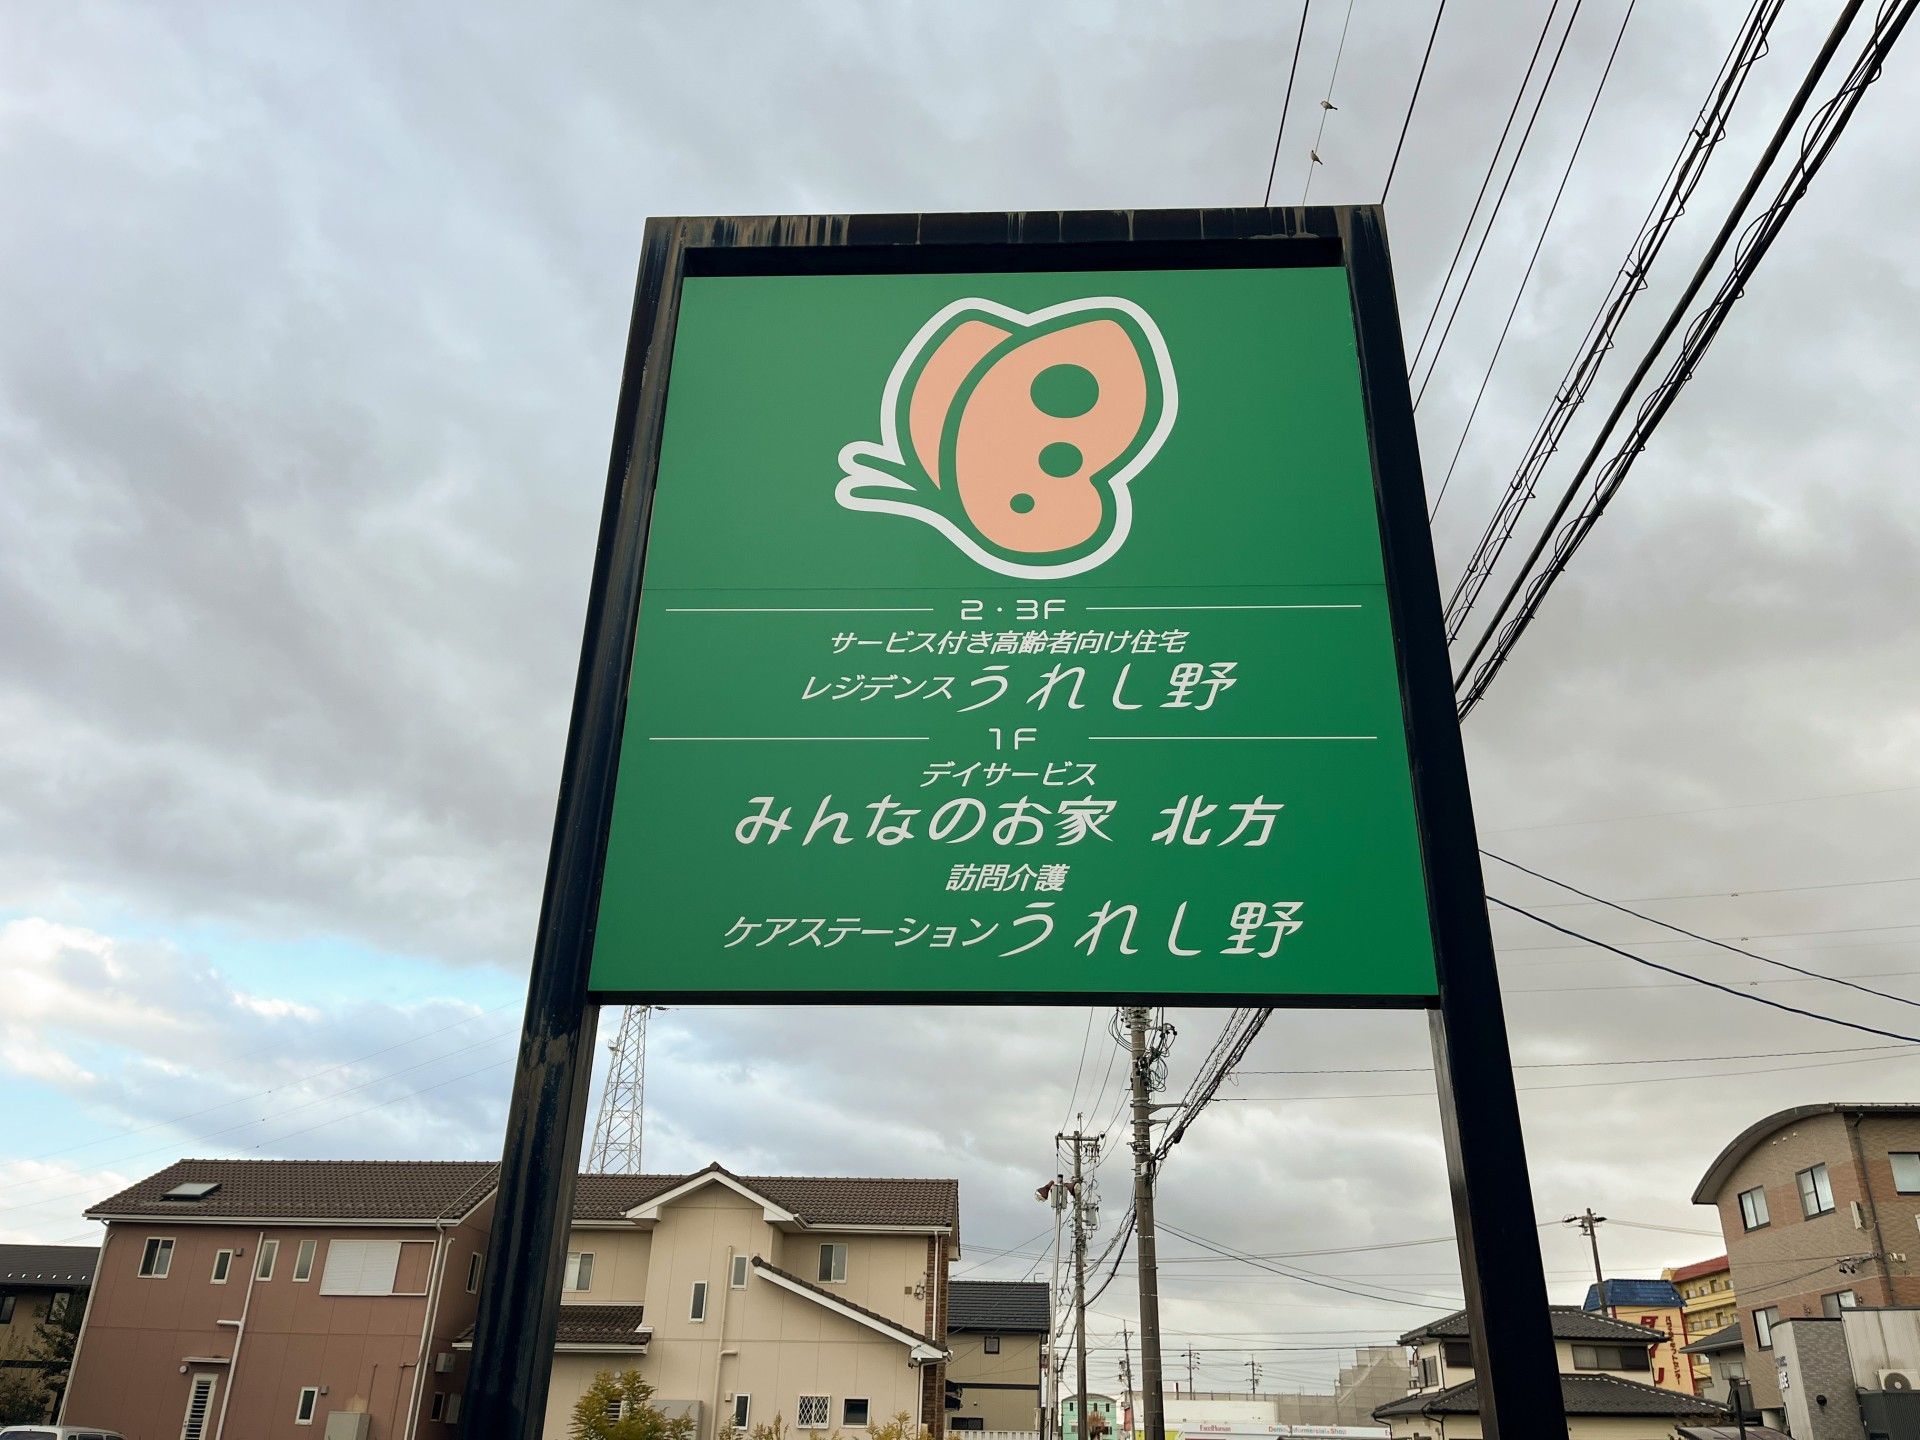 2・3F
サービス付き高齢者向け住宅
レジデンスうれし野
1F
デイサービス
みんなのお家 北方
訪問介護
ケアステーションうれし野